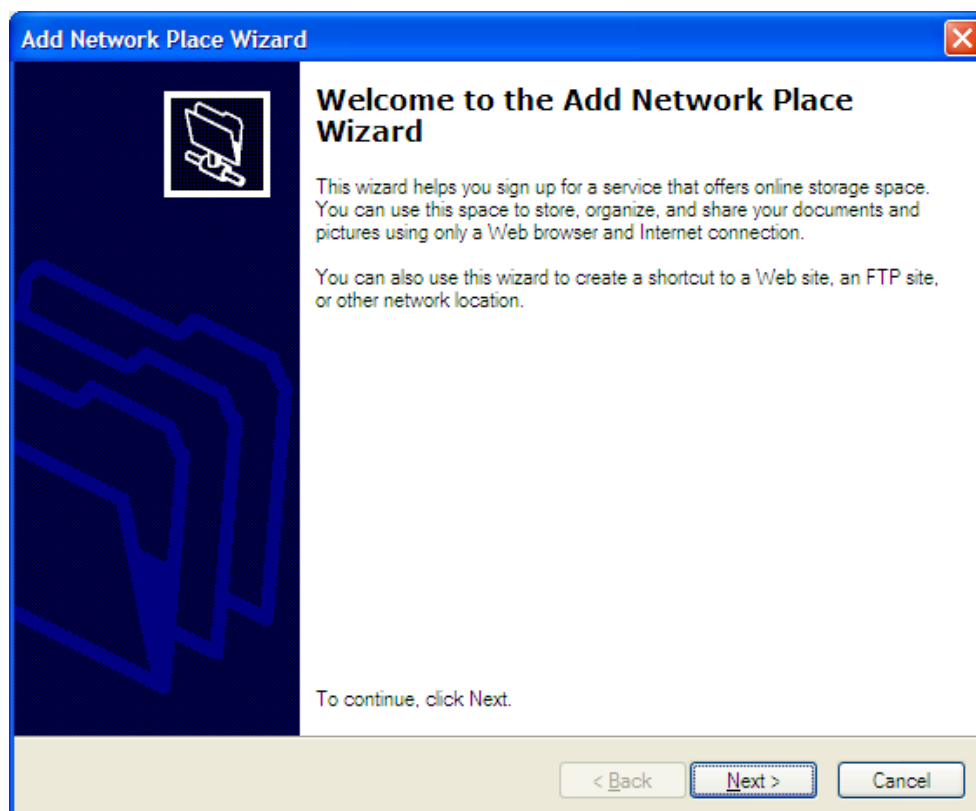 Add Network Place Wizard
Welcome to the Add Network Place
Wizard
This wizard helps you sign up for a service that offers online storage space.
You can use this space to store, organize, and share your documents and
pictures using only a Web browser and Internet connection.
You can also use this wizard to create a shortcut to a Web site, an FTP site,
or other network location.
To continue, click Next.
< Back
Next >
Cancel